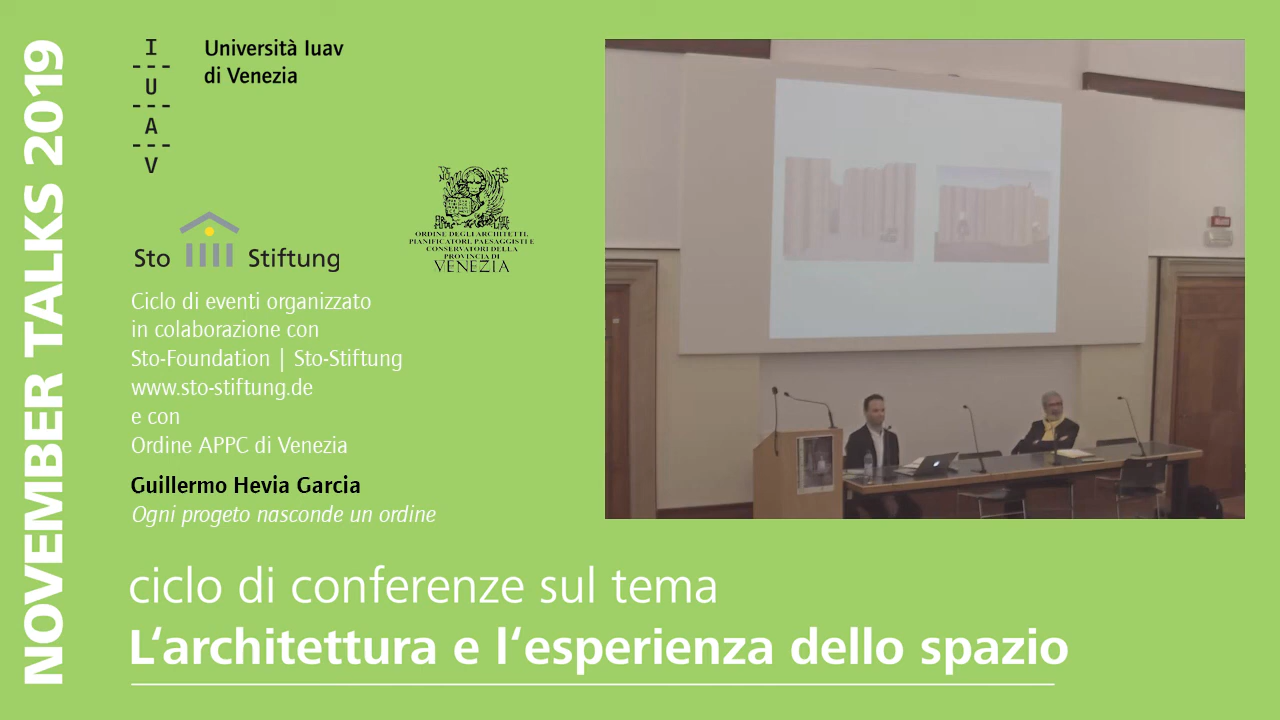 NOVEMBER TALKS 2019
I
U
A
V
Università Iuav
di Venezia
Sto Stiftung
ORDINE DEGLI ARCHITETTI,
PIANIFICATORI, PAESAGGISTI E
CONSERVATORI DELLA
PROVINCIA DI
VENEZIA
Ciclo di eventi organizzato
in colaborazione con
Sto-Foundation | Sto-Stiftung
www.sto-stiftung.de
e con
Ordine APPC di Venezia
Guillermo Hevia Garcia
Ogni progeto nasconde un ordine
ciclo di conferenze sul tema
L‘architettura e l‘esperienza dello spazio